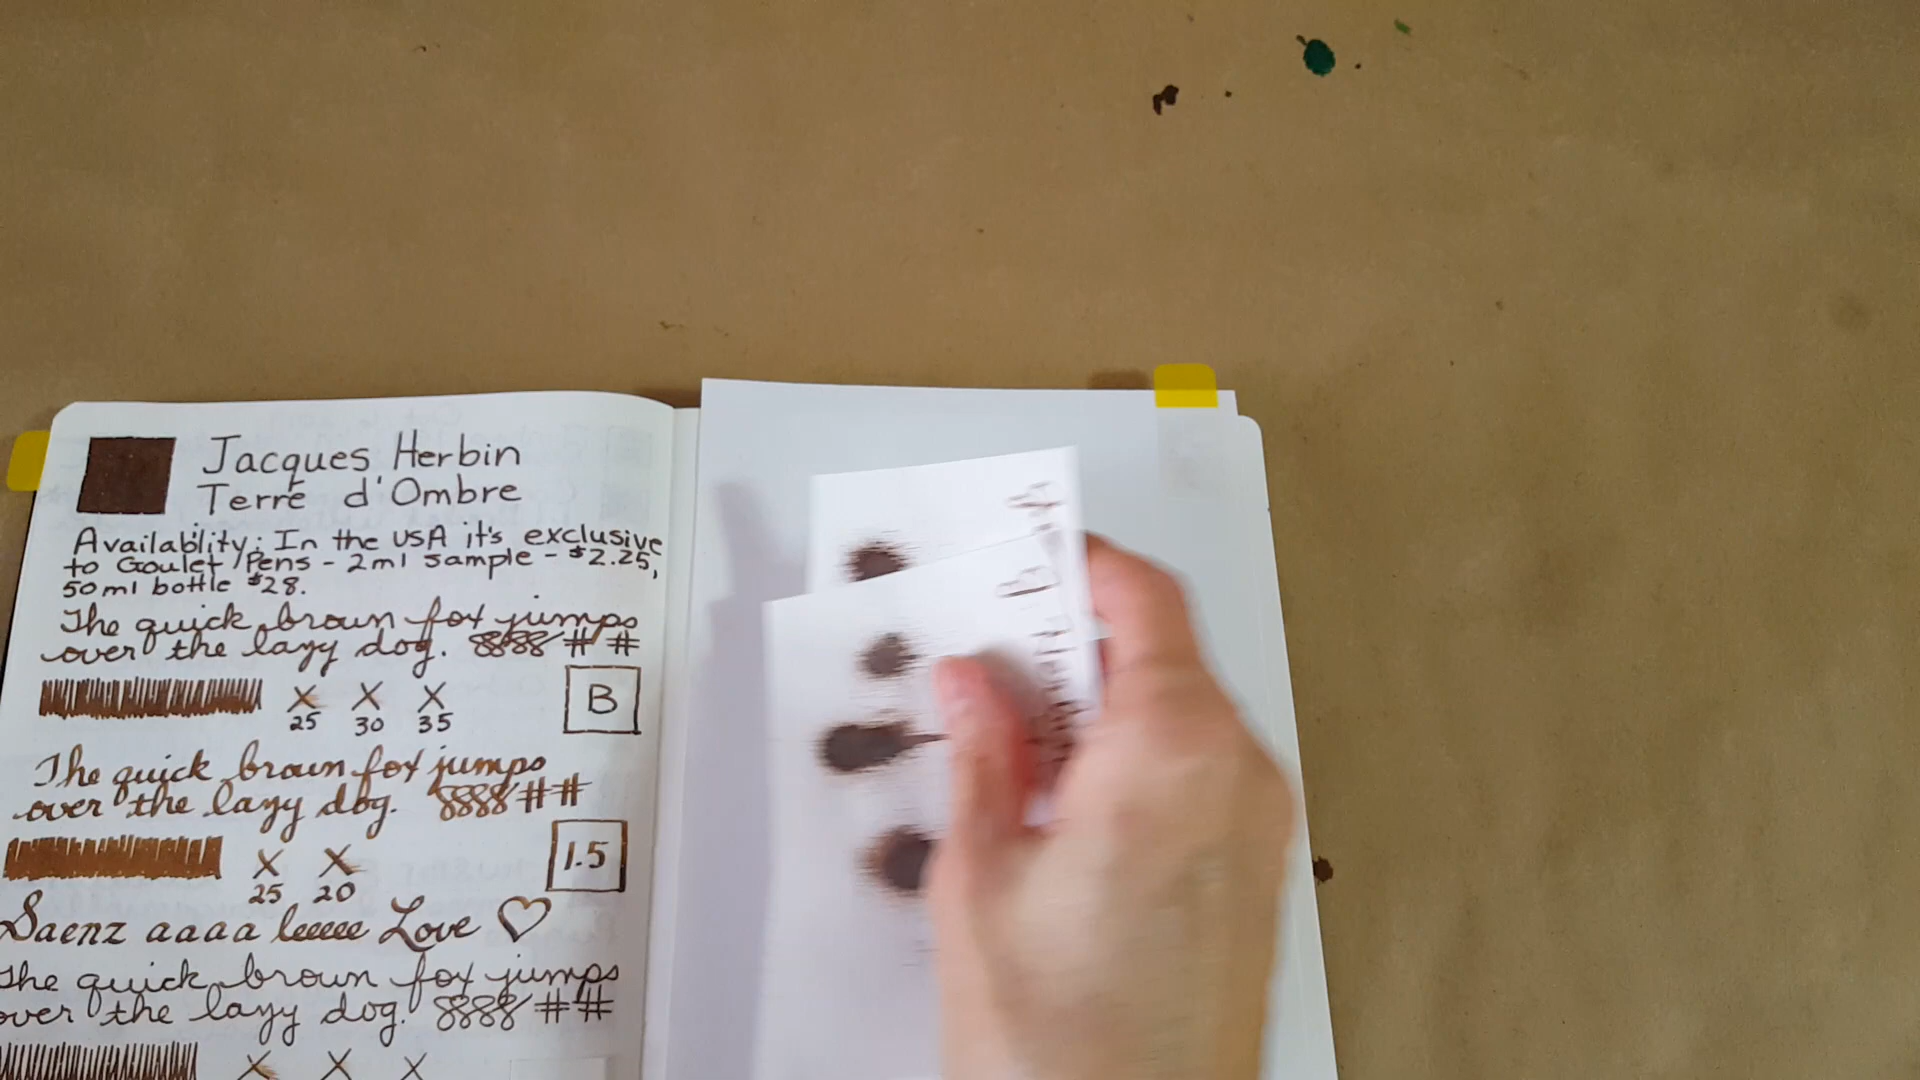 Jacques Herbin
Terre d'Ombre
Availablity: In the USA it's exclusive
to Goulet Pens - 2ml sample - $2.25,
50ml bottle $28.
The quick brown fox jumps
over the lazy dog. 8888 # #
X X X
25 30 35
B
The quick brown fox jumps
over the lazy dog. 8888 # #
X X
25 20
1.5
Saenz aaaa leeeee Love ♡
The quick brown fox jumps
over the lazy dog. 8888 # #
X X X